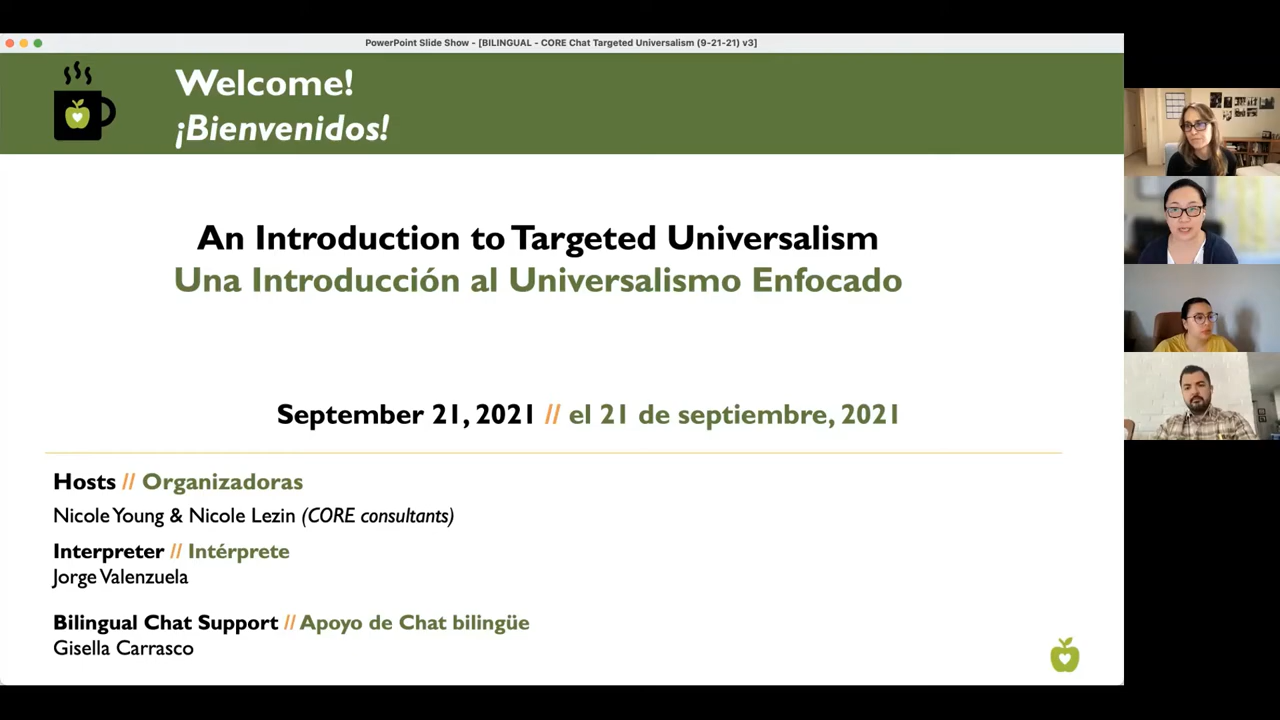 PowerPoint Slide Show - [BILINGUAL - CORE Chat Targeted Universalism (9-21-21) v3]
Welcome!
¡Bienvenidos!
An Introduction to Targeted Universalism
Una Introducción al Universalismo Enfocado
September 21, 2021 // el 21 de septiembre, 2021
Hosts // Organizadoras
Nicole Young & Nicole Lezin (CORE consultants)
Interpreter // Intérprete
Jorge Valenzuela
Bilingual Chat Support // Apoyo de Chat bilingüe
Gisella Carrasco